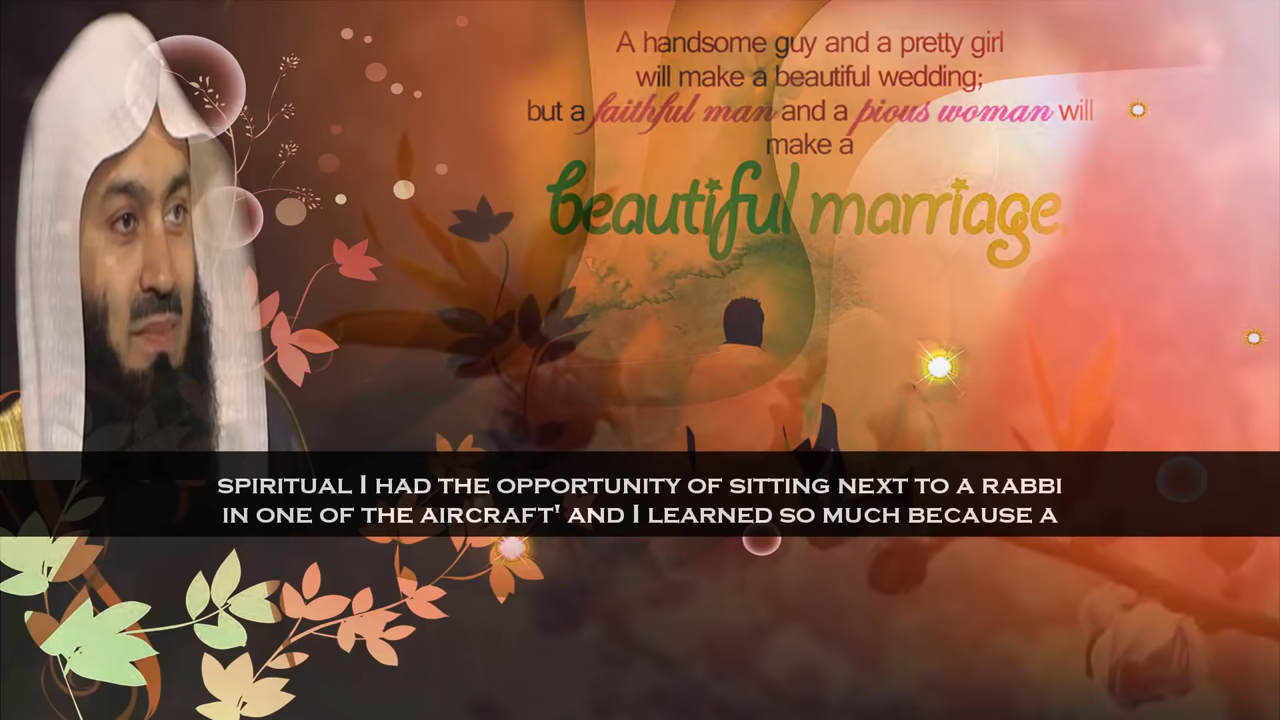 A handsome guy and a pretty girl
will make a beautiful wedding;
but a faithful man and a pious woman will
make a
beautiful marriage.
SPIRITUAL I HAD THE OPPORTUNITY OF SITTING NEXT TO A RABBI
IN ONE OF THE AIRCRAFT' AND I LEARNED SO MUCH BECAUSE A